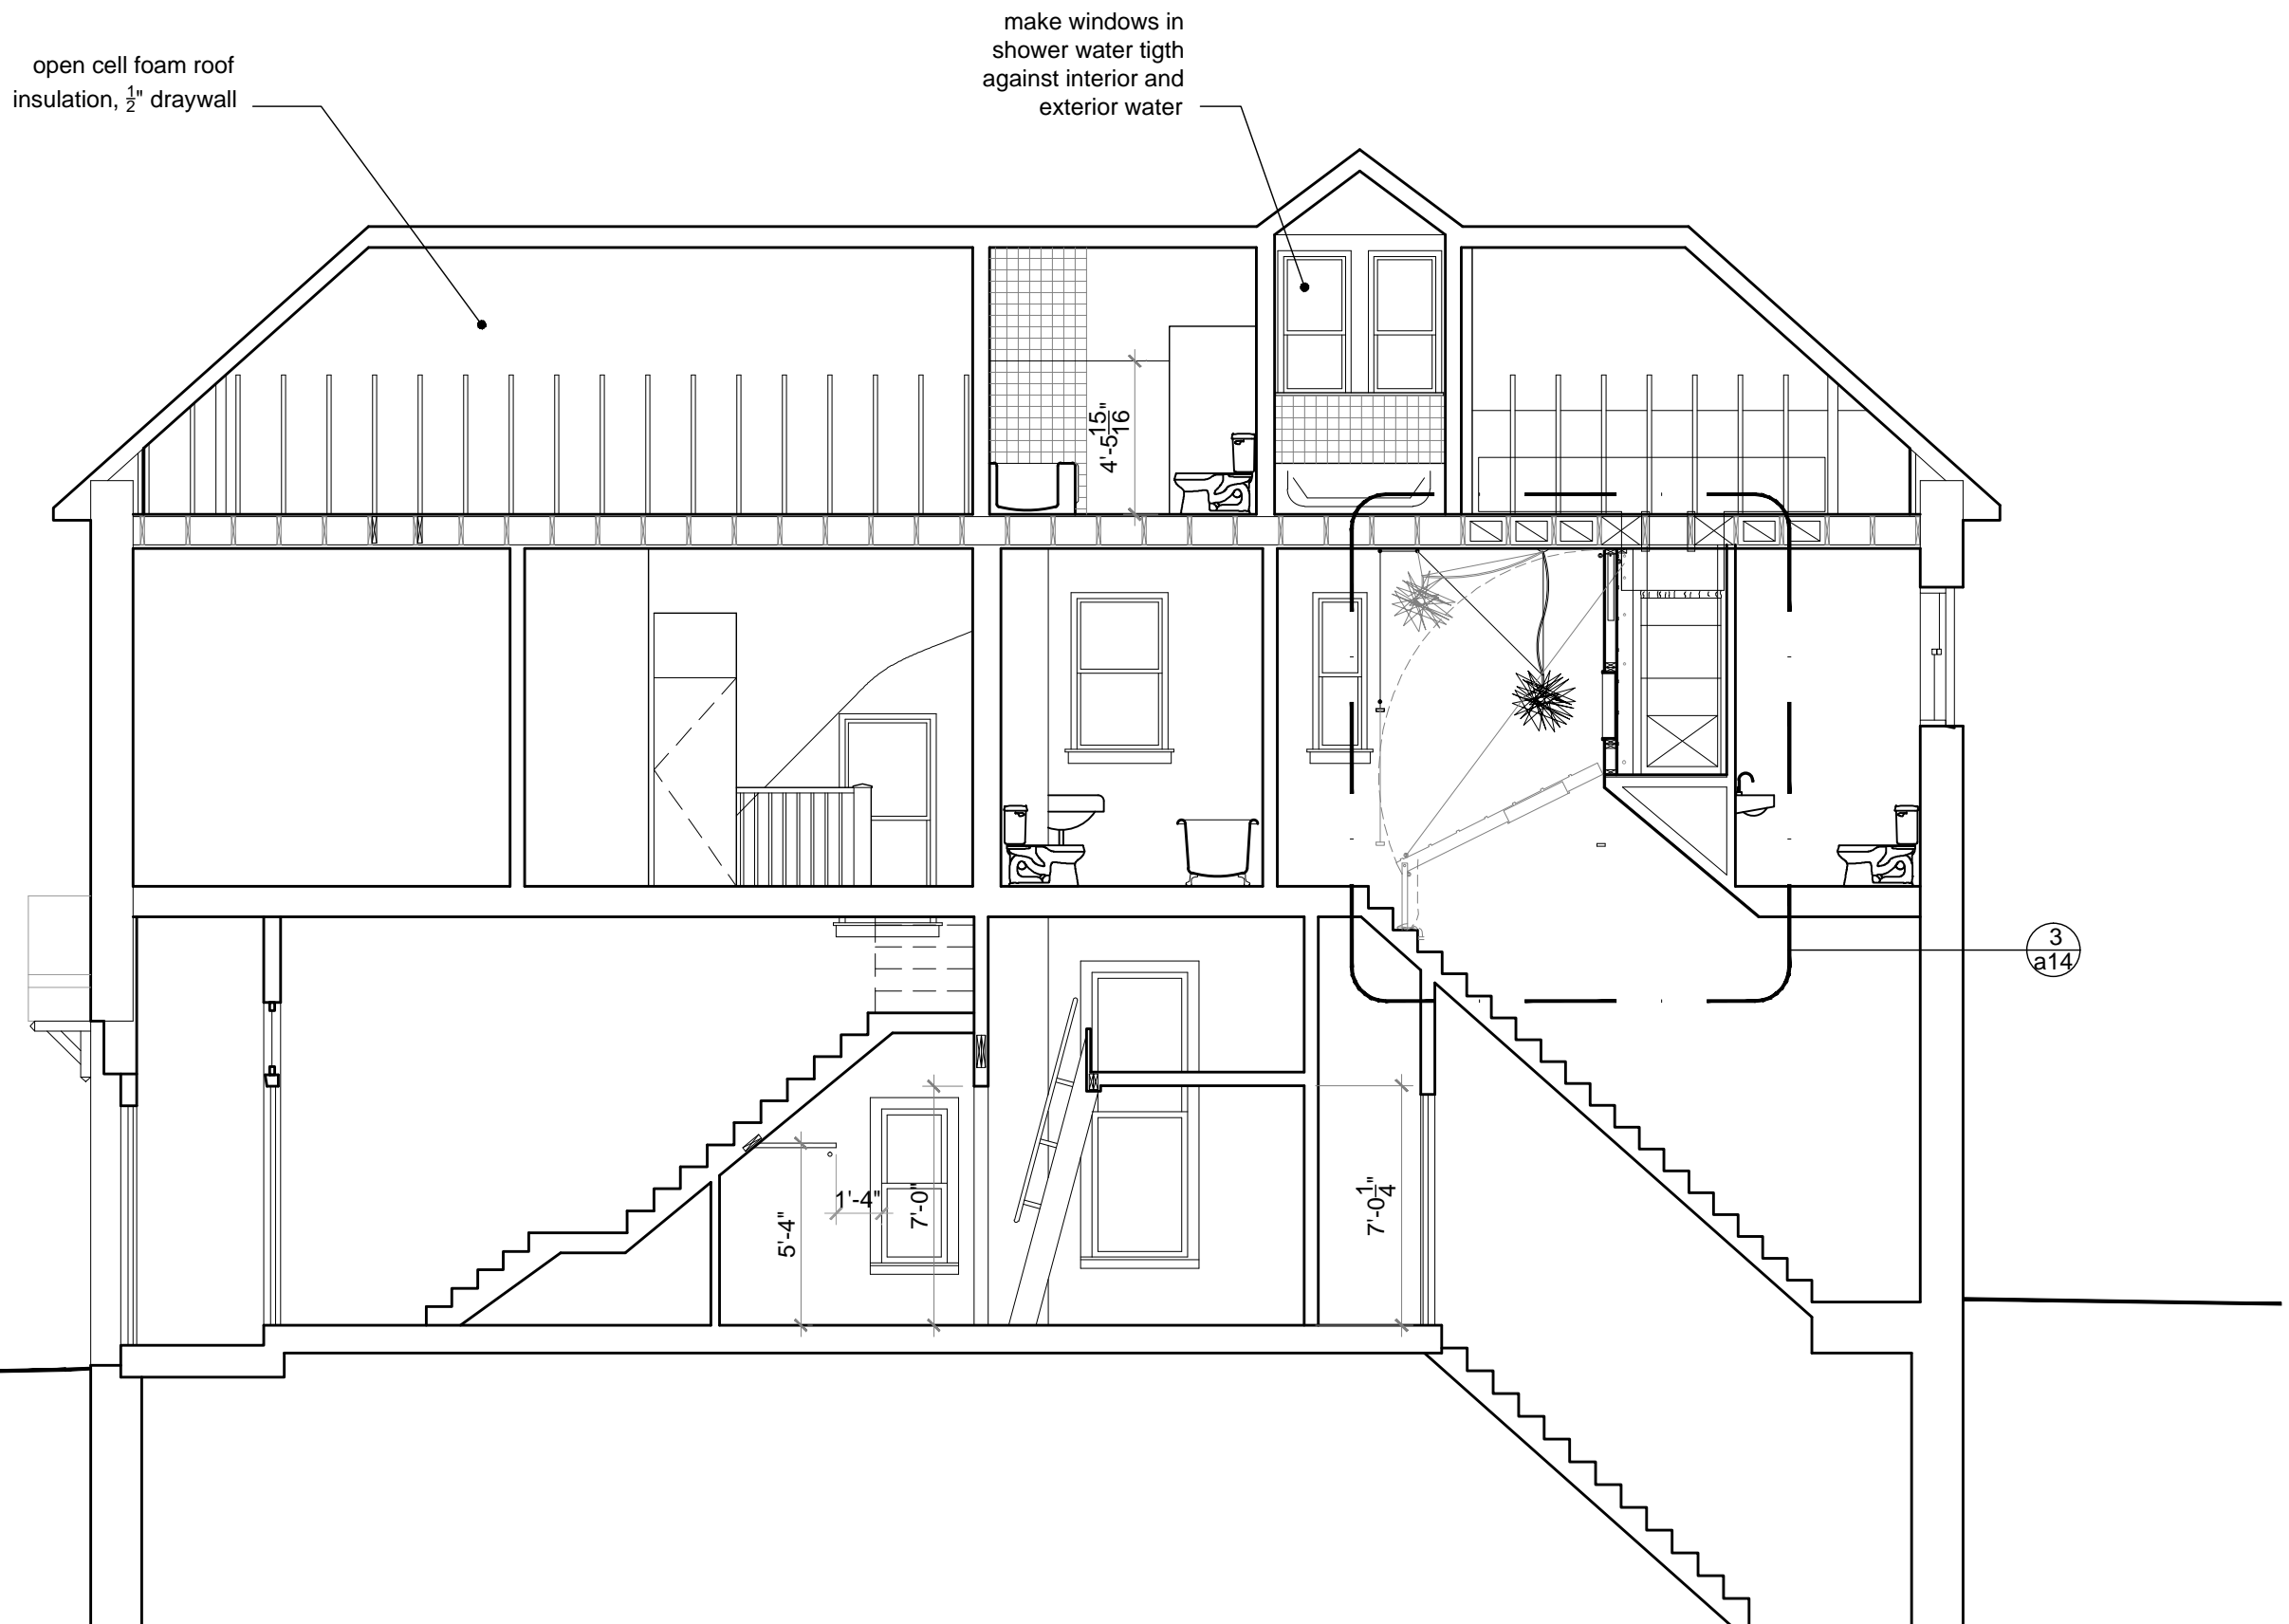 make windows in
shower water tigth
against interior and
exterior water
open cell foam roof
insulation, 1/2" draywall
4'-5 15/16"
3
a14
1'-4"
7'-0"
5'-4"
7'-0 1/4"